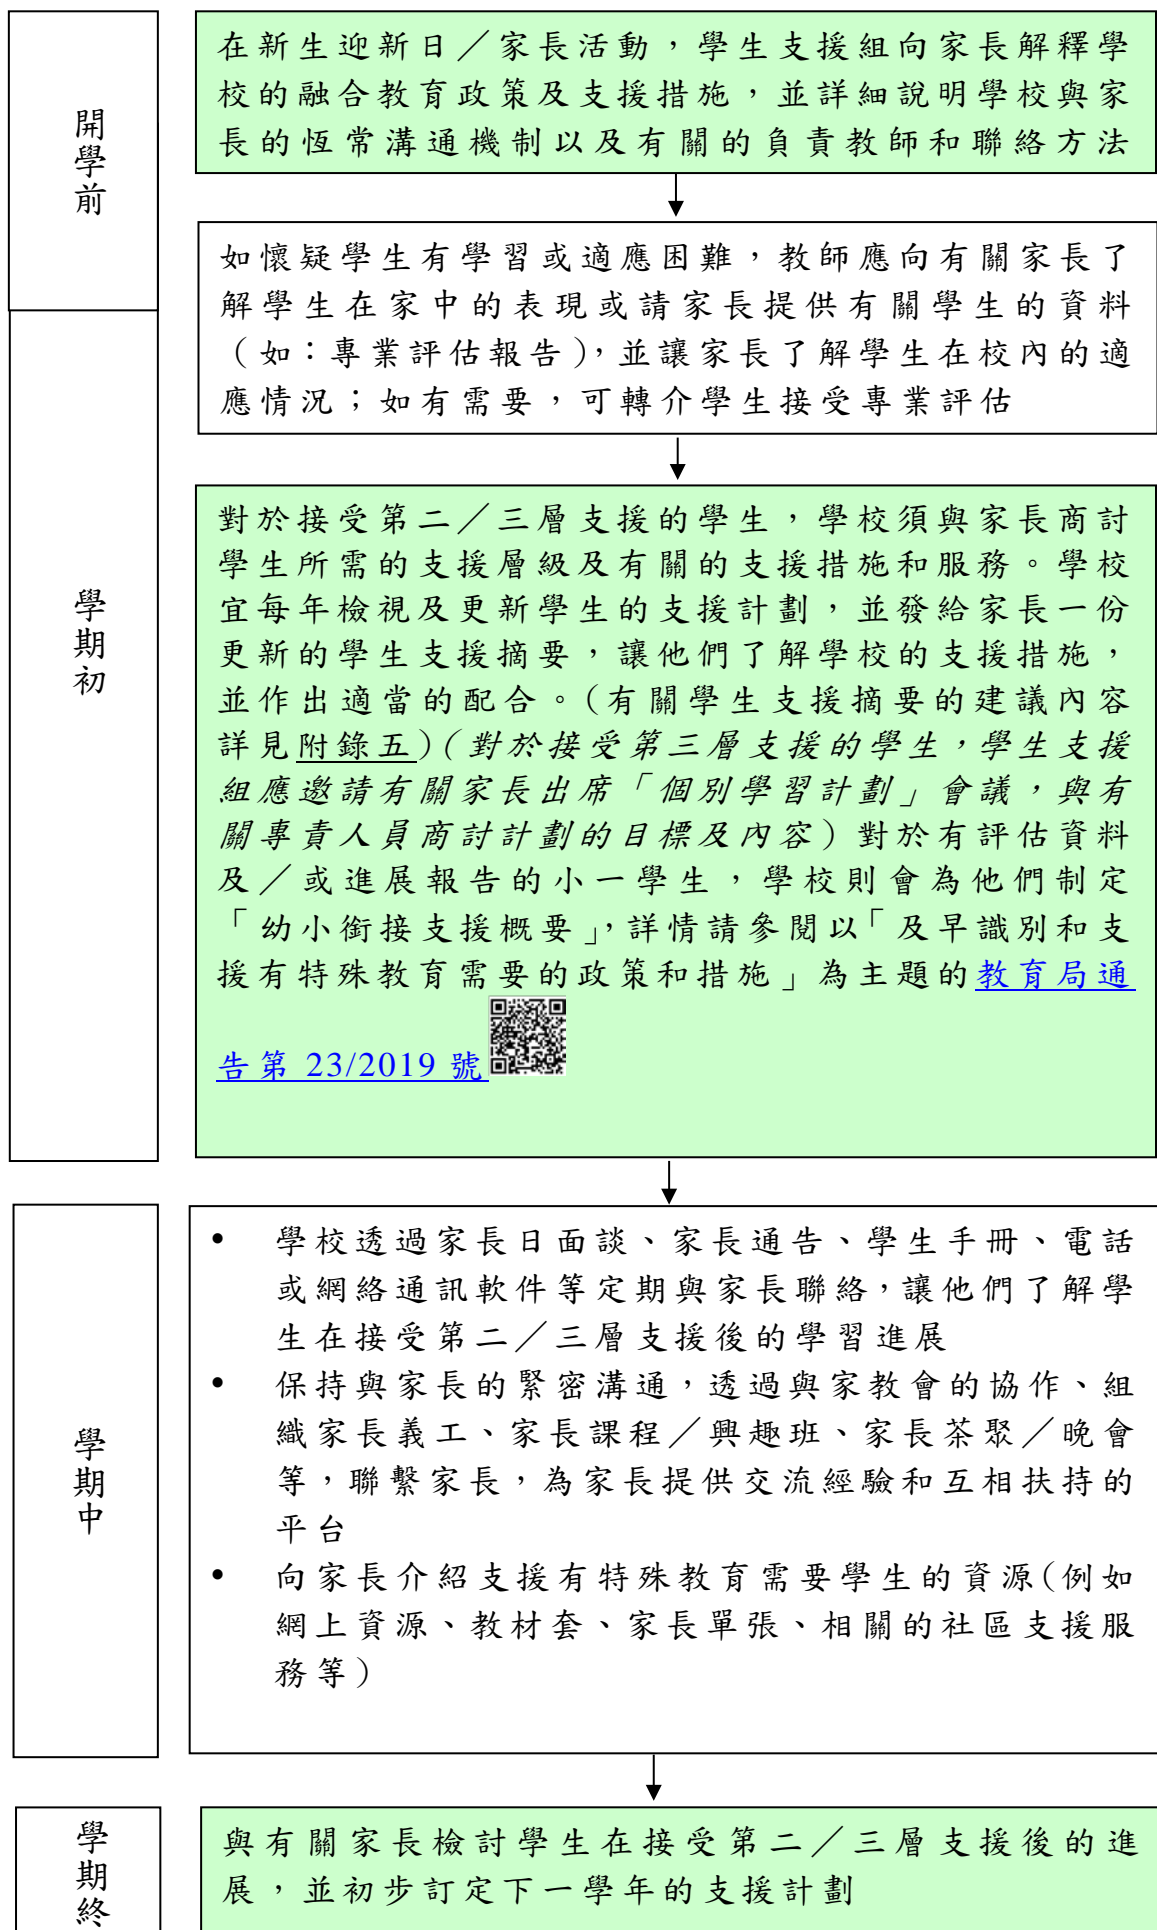 開學前
在新生迎新日／家長活動，學生支援組向家長解釋學
校的融合教育政策及支援措施，並詳細說明學校與家
長的恆常溝通機制以及有關的負責教師和聯絡方法
如懷疑學生有學習或適應困難，教師應向有關家長了
解學生在家中的表現或請家長提供有關學生的資料
（如：專業評估報告），並讓家長了解學生在校內的適
應情況；如有需要，可轉介學生接受專業評估
學期初
對於接受第二／三層支援的學生，學校須與家長商討
學生所需的支援層級及有關的支援措施和服務。學校
宜每年檢視及更新學生的支援計劃，並發給家長一份
更新的學生支援摘要，讓他們了解學校的支援措施，
並作出適當的配合。（有關學生支援摘要的建議內容
詳見附錄五）（對於接受第三層支援的學生，學生支援
組應邀請有關家長出席「個別學習計劃」會議，與有
關專責人員商討計劃的目標及內容）對於有評估資料
及／或進展報告的小一學生，學校則會為他們制定
「幼小銜接支援概要」，詳情請參閱以「及早識別和支
援有特殊教育需要的政策和措施」為主題的教育局通
告第 23/2019 號
學期中
• 學校透過家長日面談、家長通告、學生手冊、電話
或網絡通訊軟件等定期與家長聯絡，讓他們了解學
生在接受第二／三層支援後的學習進展
• 保持與家長的緊密溝通，透過與家教會的協作、組
織家長義工、家長課程／興趣班、家長茶聚／晚會
等，聯繫家長，為家長提供交流經驗和互相扶持的
平台
• 向家長介紹支援有特殊教育需要學生的資源（例如
網上資源、教材套、家長單張、相關的社區支援服
務等）
學期終
與有關家長檢討學生在接受第二／三層支援後的進
展，並初步訂定下一學年的支援計劃